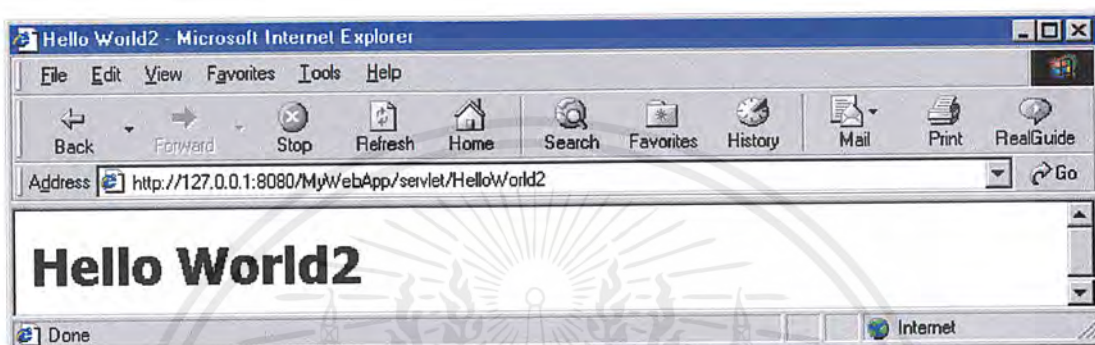 Hello World2 - Microsoft Internet Explorer
File Edit View Favorites Tools Help
Back Forward Stop Refresh Home Search Favorites History Mail Print RealGuide
Address http://127.0.0.1:8080/MyWebApp/servlet/HelloWorld2 Go
Hello World2
Done Internet